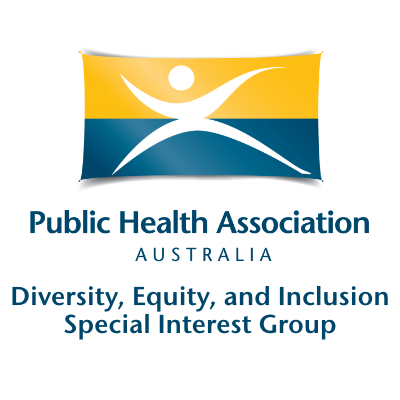 Public Health Association
AUSTRALIA
Diversity, Equity, and Inclusion
Special Interest Group